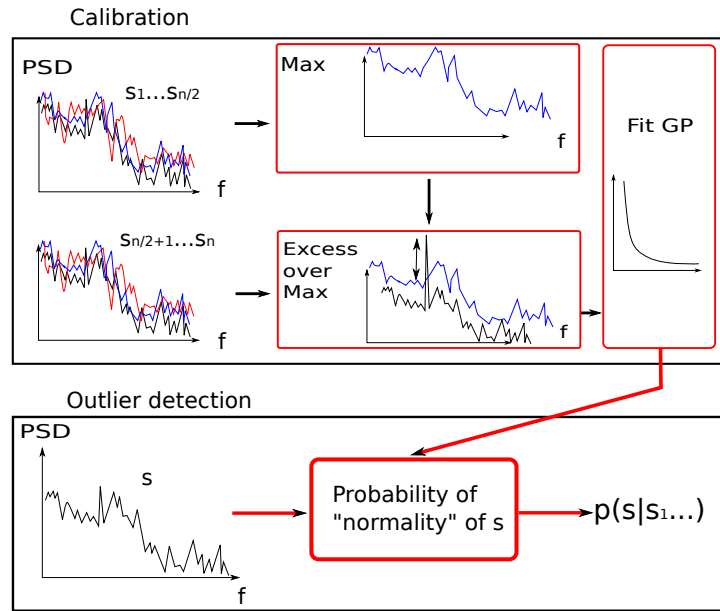 Calibration
PSD
s1...sn/2
f
Max
f
Fit GP
sn/2+1...sn
f
Excess
over
Max
f
Outlier detection
PSD
s
f
Probability of
"normality" of s
p(s|s1...)